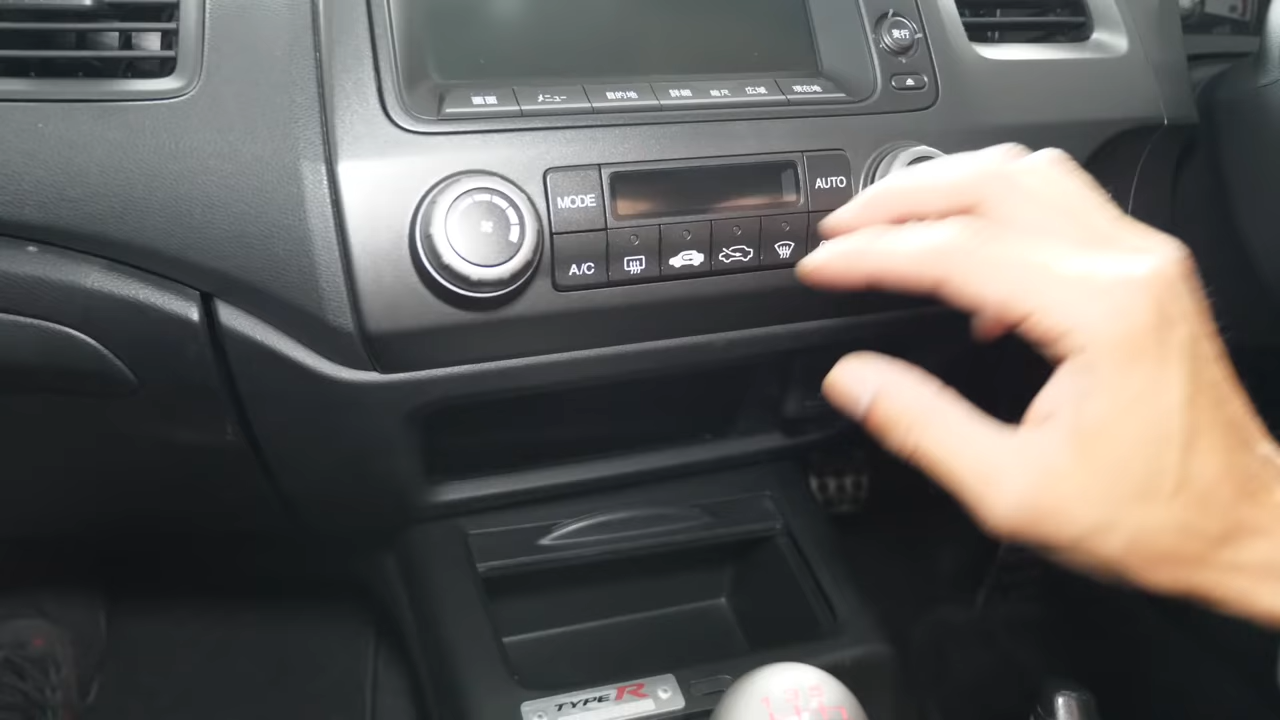 実行
画面 メニュー 目的地 詳細 縮尺 広域 現在地
MODE
AUTO
A/C
TYPE R